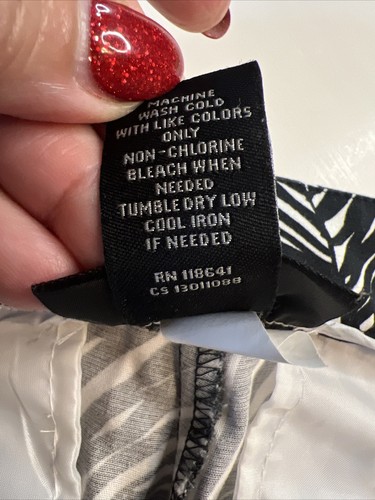 MACHINE
WASH COLD
WITH LIKE COLORS
ONLY
NON-CHLORINE
BLEACH WHEN
NEEDED
TUMBLE DRY LOW
COOL IRON
IF NEEDED
RN 118641
CS 13011088